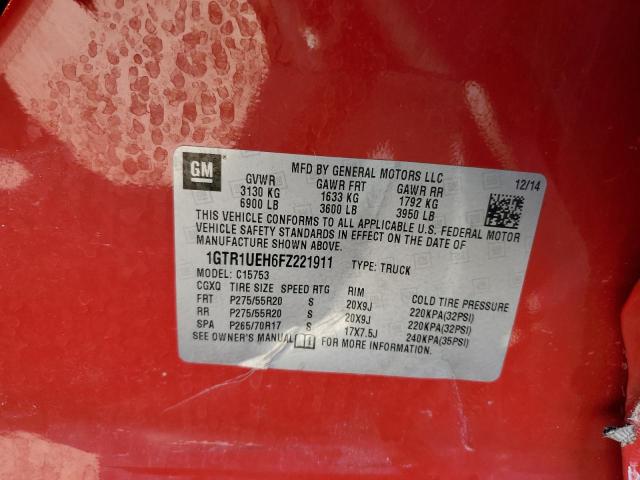 GM
MFD BY GENERAL MOTORS LLC
12/14
GVWR GAWR FRT GAWR RR
3130 KG 1633 KG 1792 KG
6900 LB 3600 LB 3950 LB
THIS VEHICLE CONFORMS TO ALL APPLICABLE U.S. FEDERAL MOTOR
VEHICLE SAFETY STANDARDS IN EFFECT ON THE DATE OF
MANUFACTURE SHOWN ABOVE.
1GTR1UEH6FZ221911 TYPE: TRUCK
MODEL: C15753
CGXQ TIRE SIZE SPEED RTG RIM COLD TIRE PRESSURE
FRT P275/55R20 S 20X9J 220KPA(32PSI)
RR P275/55R20 S 20X9J 220KPA(32PSI)
SPA P265/70R17 S 17X7.5J 240KPA(35PSI)
SEE OWNER'S MANUAL FOR MORE INFORMATION.